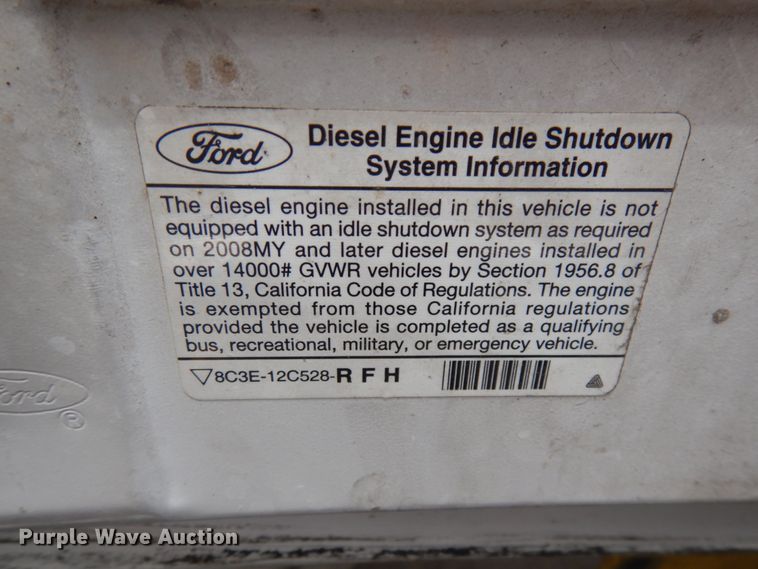 Ford
Diesel Engine Idle Shutdown
System Information
The diesel engine installed in this vehicle is not
equipped with an idle shutdown system as required
on 2008MY and later diesel engines installed in
over 14000# GVWR vehicles by Section 1956.8 of
Title 13, California Code of Regulations. The engine
is exempted from those California regulations
provided the vehicle is completed as a qualifying
bus, recreational, military, or emergency vehicle.
▽8C3E-12C528-R F H
Ford
®
Purple Wave Auction